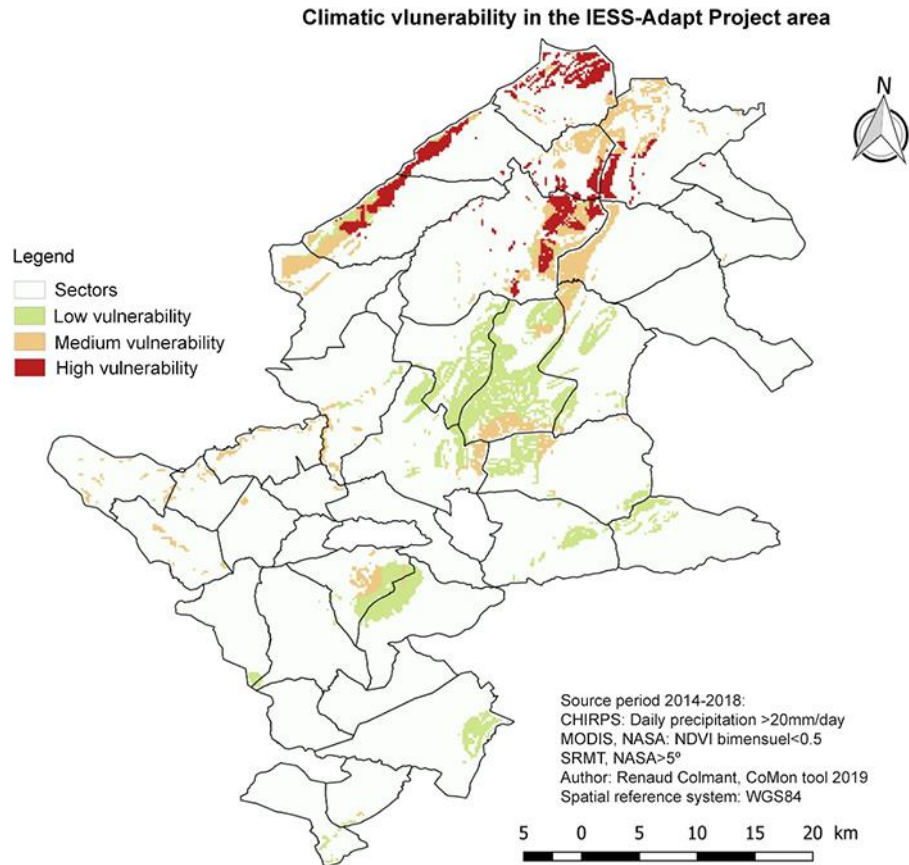 Climatic vlunerability in the IESS-Adapt Project area
N
Legend
Sectors
Low vulnerability
Medium vulnerability
High vulnerability
Source period 2014-2018:
CHIRPS: Daily precipitation >20mm/day
MODIS, NASA: NDVI bimensuel<0.5
SRMT, NASA>5º
Author: Renaud Colmant, CoMon tool 2019
Spatial reference system: WGS84
5 0 5 10 15 20 km